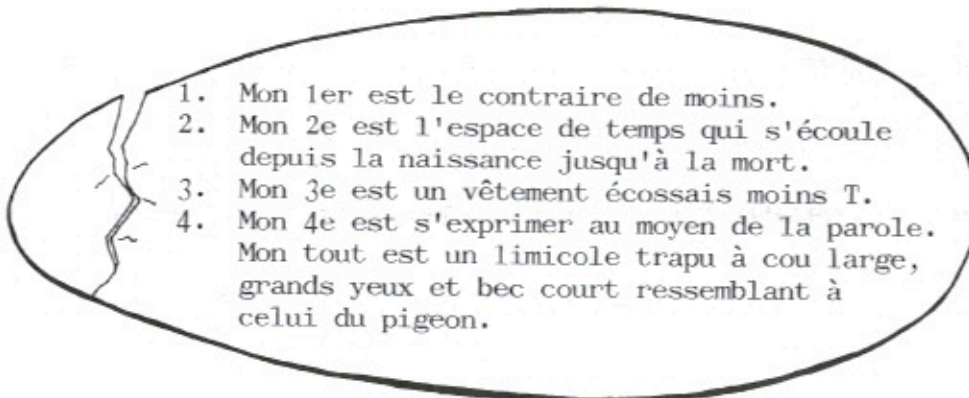 1. Mon 1er est le contraire de moins.
2. Mon 2e est l'espace de temps qui s'écoule
depuis la naissance jusqu'à la mort.
3. Mon 3e est un vêtement écossais moins T.
4. Mon 4e est s'exprimer au moyen de la parole.
Mon tout est un limicole trapu à cou large,
grands yeux et bec court ressemblant à
celui du pigeon.